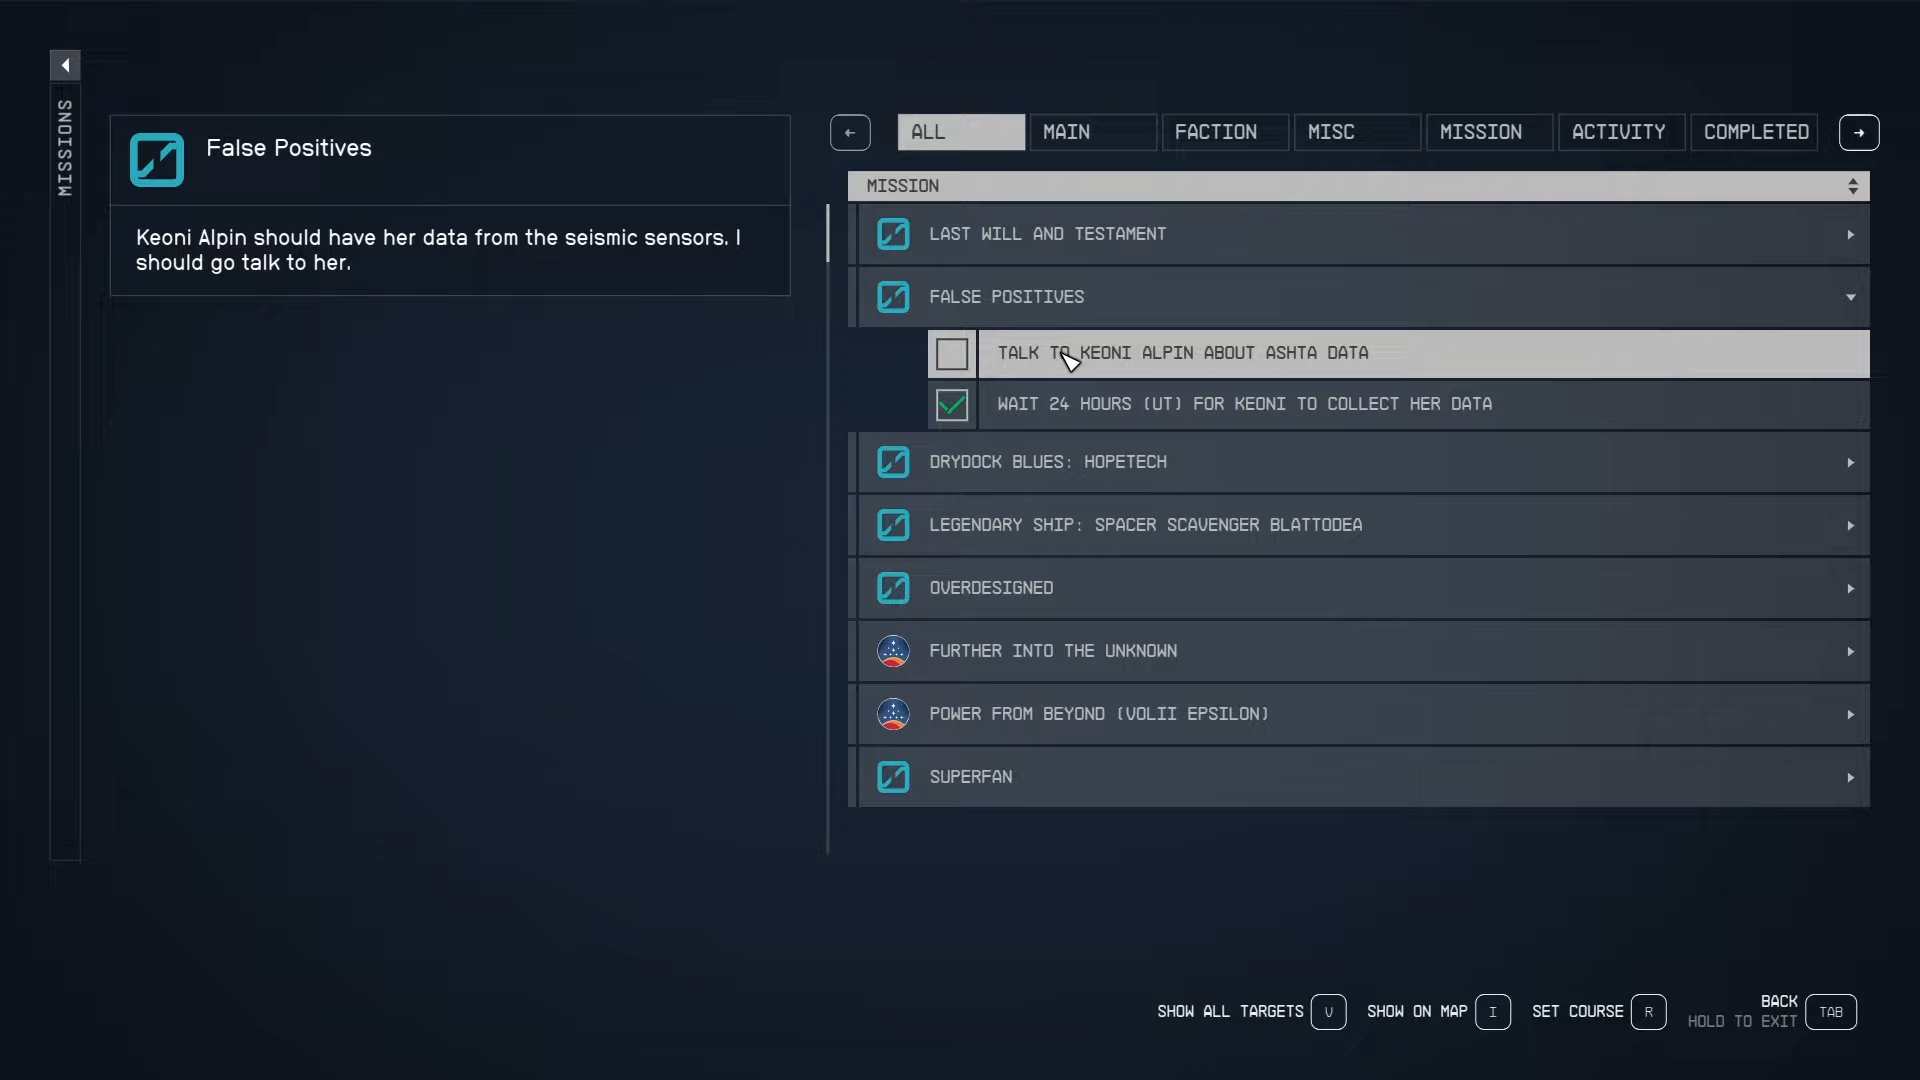 MISSIONS
False Positives
Keoni Alpin should have her data from the seismic sensors. I
should go talk to her.
←
ALL
MAIN
FACTION
MISC
MISSION
ACTIVITY
COMPLETED
→
MISSION
LAST WILL AND TESTAMENT
FALSE POSITIVES
TALK TO KEONI ALPIN ABOUT ASHTA DATA
WAIT 24 HOURS (UT) FOR KEONI TO COLLECT HER DATA
DRYDOCK BLUES: HOPETECH
LEGENDARY SHIP: SPACER SCAVENGER BLATTODEA
OVERDESIGNED
FURTHER INTO THE UNKNOWN
POWER FROM BEYOND (VOLII EPSILON)
SUPERFAN
SHOW ALL TARGETS V
SHOW ON MAP I
SET COURSE R
BACK
HOLD TO EXIT
TAB